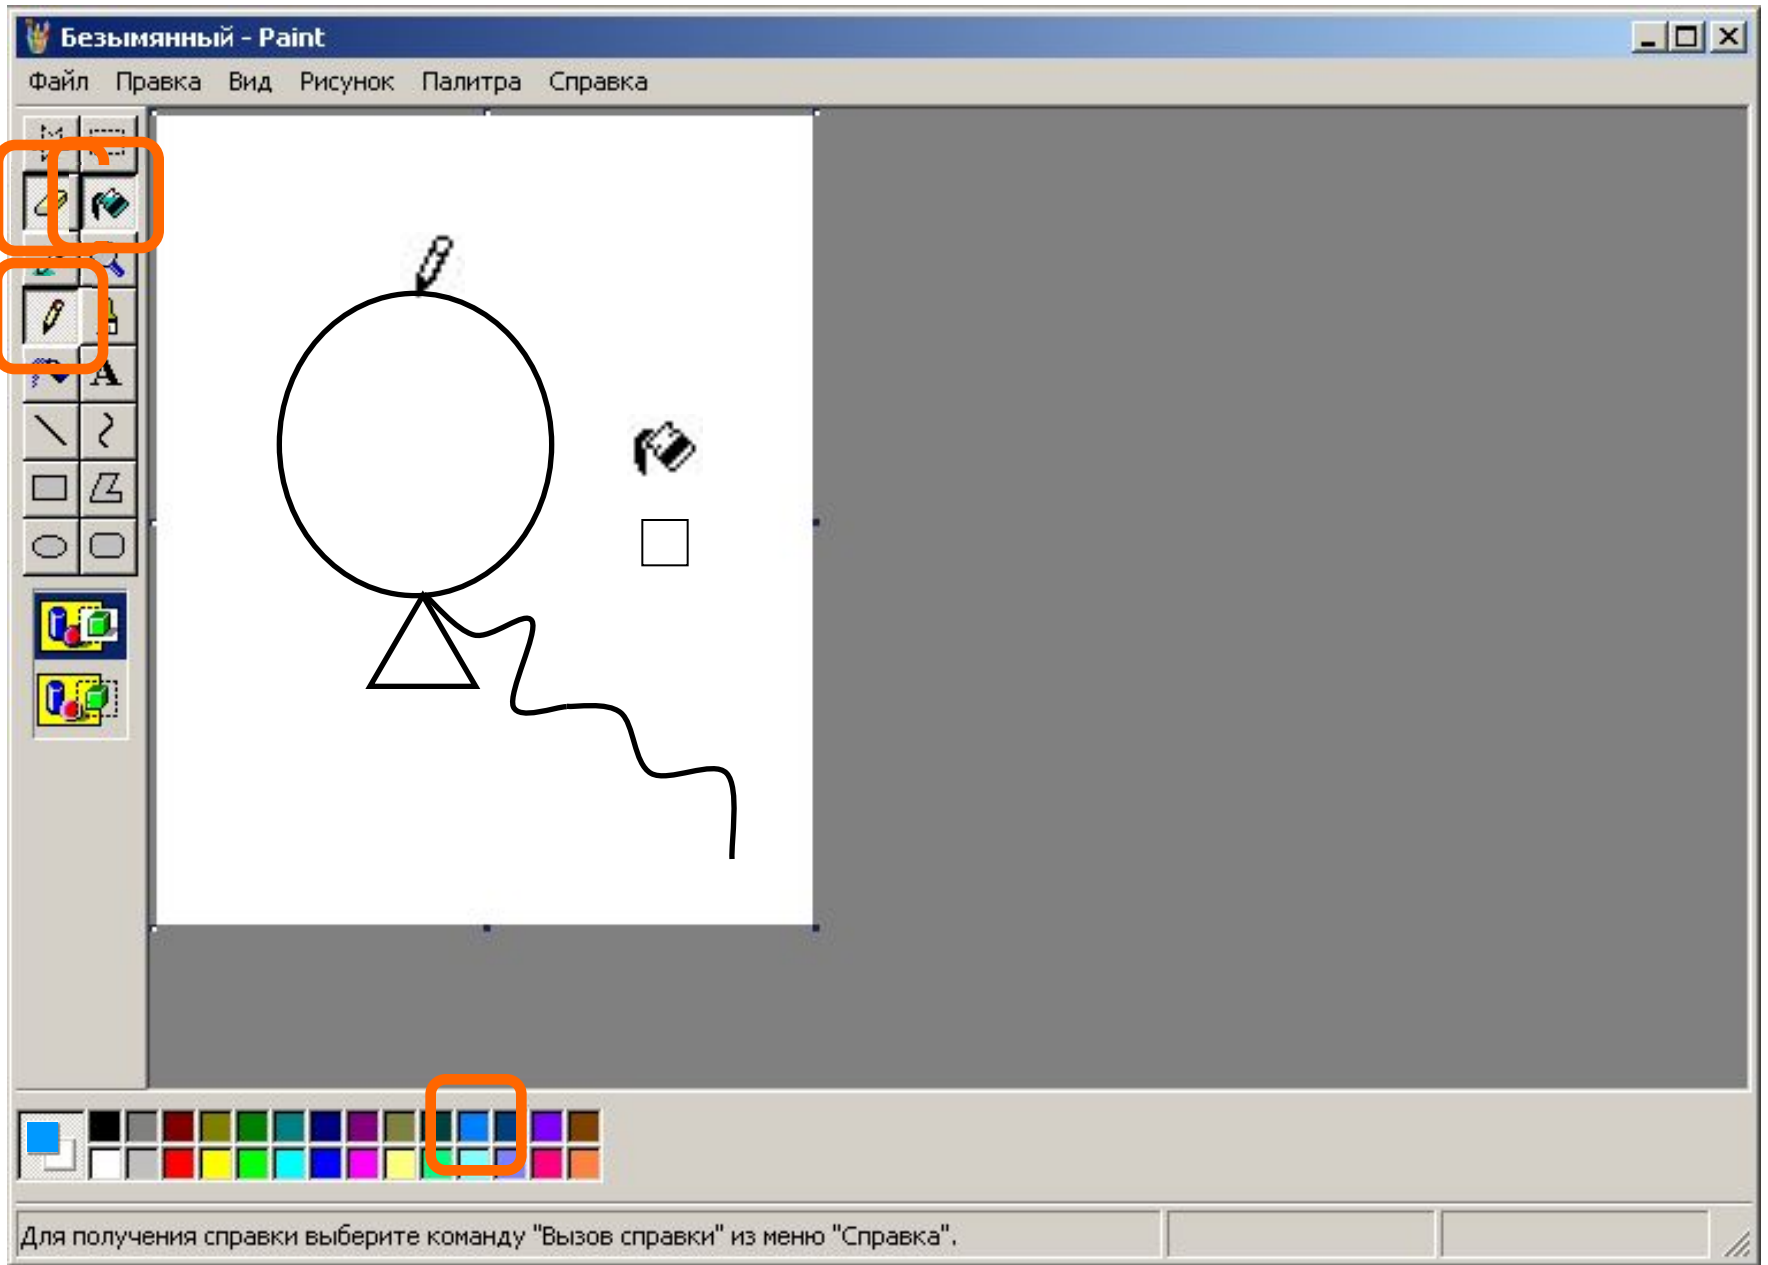 Безымянный - Paint
Файл Правка Вид Рисунок Палитра Справка
A
Для получения справки выберите команду "Вызов справки" из меню "Справка".